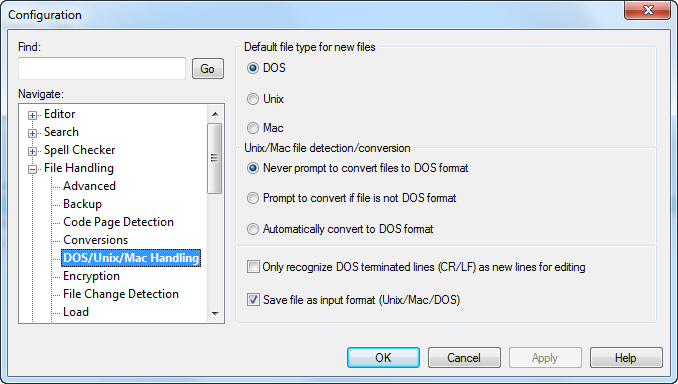 Configuration
Find:
Go
Navigate:
Editor
Search
Spell Checker
File Handling
Advanced
Backup
Code Page Detection
Conversions
DOS/Unix/Mac Handling
Encryption
File Change Detection
Load
Default file type for new files
DOS
Unix
Mac
Unix/Mac file detection/conversion
Never prompt to convert files to DOS format
Prompt to convert if file is not DOS format
Automatically convert to DOS format
Only recognize DOS terminated lines (CR/LF) as new lines for editing
Save file as input format (Unix/Mac/DOS)
OK
Cancel
Apply
Help